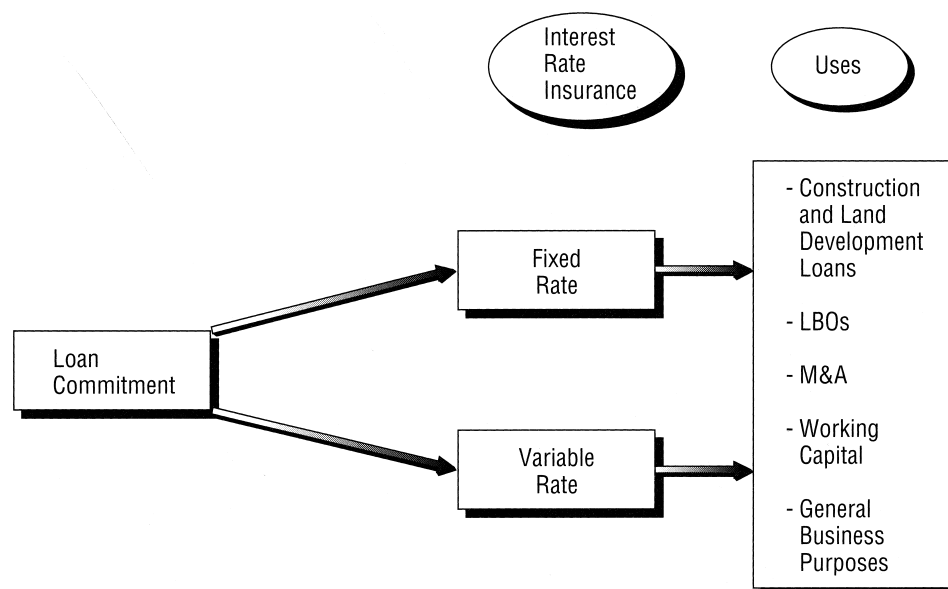 Interest
Rate
Insurance
Uses
Loan
Commitment
Fixed
Rate
Variable
Rate
- Construction
and Land
Development
Loans
- LBOs
- M&A
- Working
Capital
- General
Business
Purposes